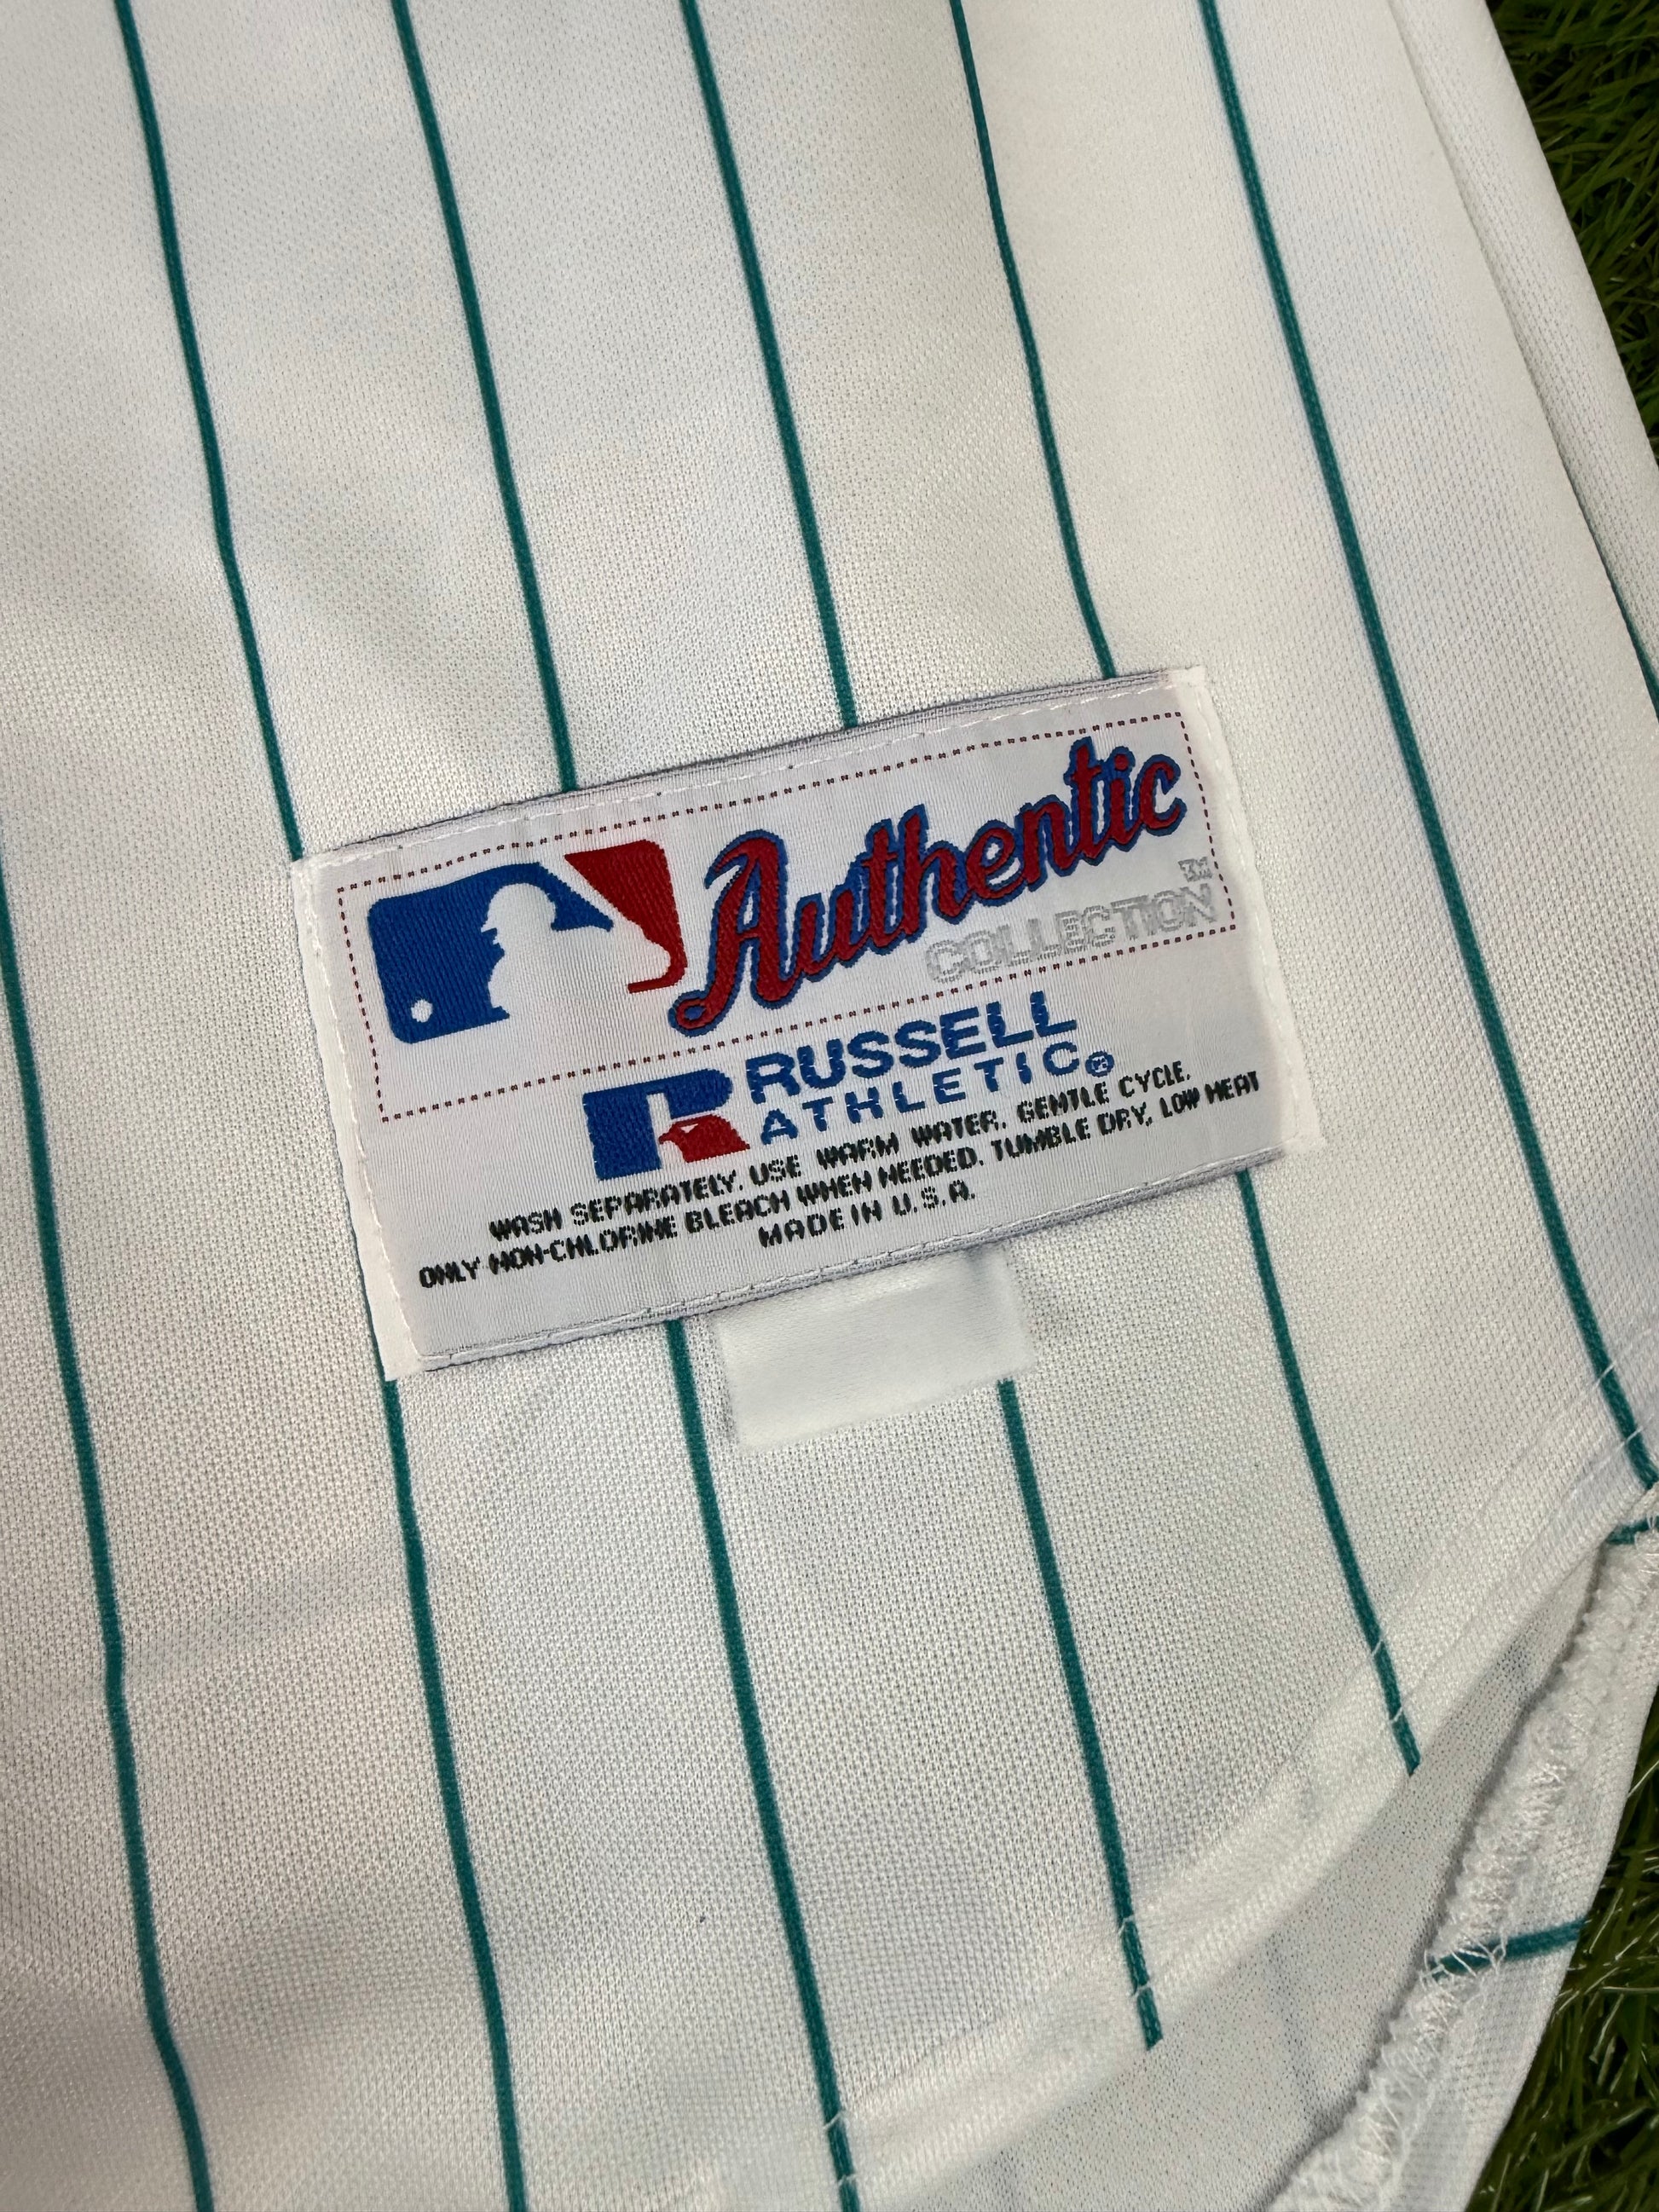 Authentic
COLLECTION™
RUSSELL
ATHLETIC®
WASH SEPARATELY. USE WARM WATER. GENTLE CYCLE.
ONLY NON-CHLORINE BLEACH WHEN NEEDED. TUMBLE DRY, LOW HEAT
MADE IN U.S.A.